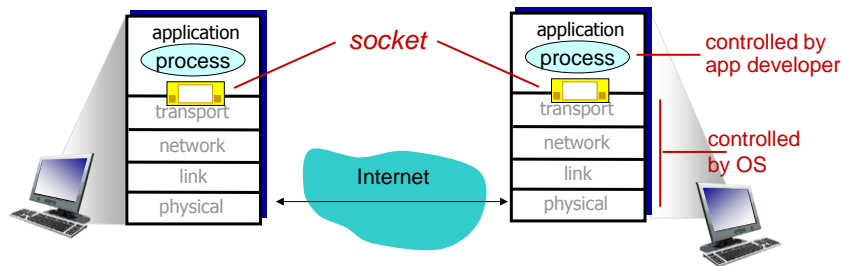 application
process
transport
network
link
physical
socket
Internet
application
process
transport
network
link
physical
controlled by
app developer
controlled
by OS